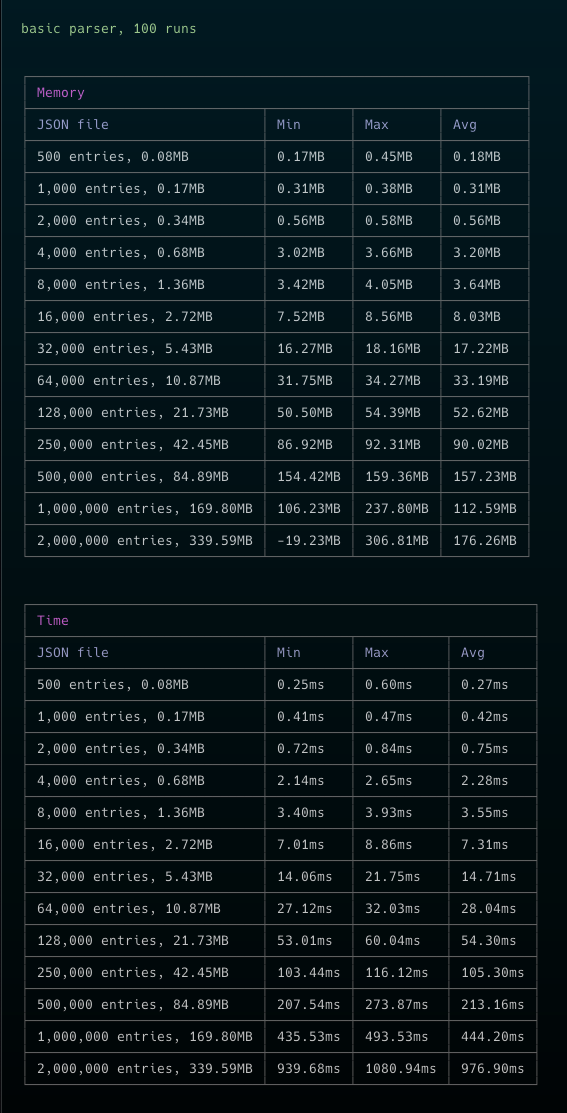 basic parser, 100 runs
Memory
JSON file Min Max Avg
500 entries, 0.08MB 0.17MB 0.45MB 0.18MB
1,000 entries, 0.17MB 0.31MB 0.38MB 0.31MB
2,000 entries, 0.34MB 0.56MB 0.58MB 0.56MB
4,000 entries, 0.68MB 3.02MB 3.66MB 3.20MB
8,000 entries, 1.36MB 3.42MB 4.05MB 3.64MB
16,000 entries, 2.72MB 7.52MB 8.56MB 8.03MB
32,000 entries, 5.43MB 16.27MB 18.16MB 17.22MB
64,000 entries, 10.87MB 31.75MB 34.27MB 33.19MB
128,000 entries, 21.73MB 50.50MB 54.39MB 52.62MB
250,000 entries, 42.45MB 86.92MB 92.31MB 90.02MB
500,000 entries, 84.89MB 154.42MB 159.36MB 157.23MB
1,000,000 entries, 169.80MB 106.23MB 237.80MB 112.59MB
2,000,000 entries, 339.59MB -19.23MB 306.81MB 176.26MB
Time
JSON file Min Max Avg
500 entries, 0.08MB 0.25ms 0.60ms 0.27ms
1,000 entries, 0.17MB 0.41ms 0.47ms 0.42ms
2,000 entries, 0.34MB 0.72ms 0.84ms 0.75ms
4,000 entries, 0.68MB 2.14ms 2.65ms 2.28ms
8,000 entries, 1.36MB 3.40ms 3.93ms 3.55ms
16,000 entries, 2.72MB 7.01ms 8.86ms 7.31ms
32,000 entries, 5.43MB 14.06ms 21.75ms 14.71ms
64,000 entries, 10.87MB 27.12ms 32.03ms 28.04ms
128,000 entries, 21.73MB 53.01ms 60.04ms 54.30ms
250,000 entries, 42.45MB 103.44ms 116.12ms 105.30ms
500,000 entries, 84.89MB 207.54ms 273.87ms 213.16ms
1,000,000 entries, 169.80MB 435.53ms 493.53ms 444.20ms
2,000,000 entries, 339.59MB 939.68ms 1080.94ms 976.90ms